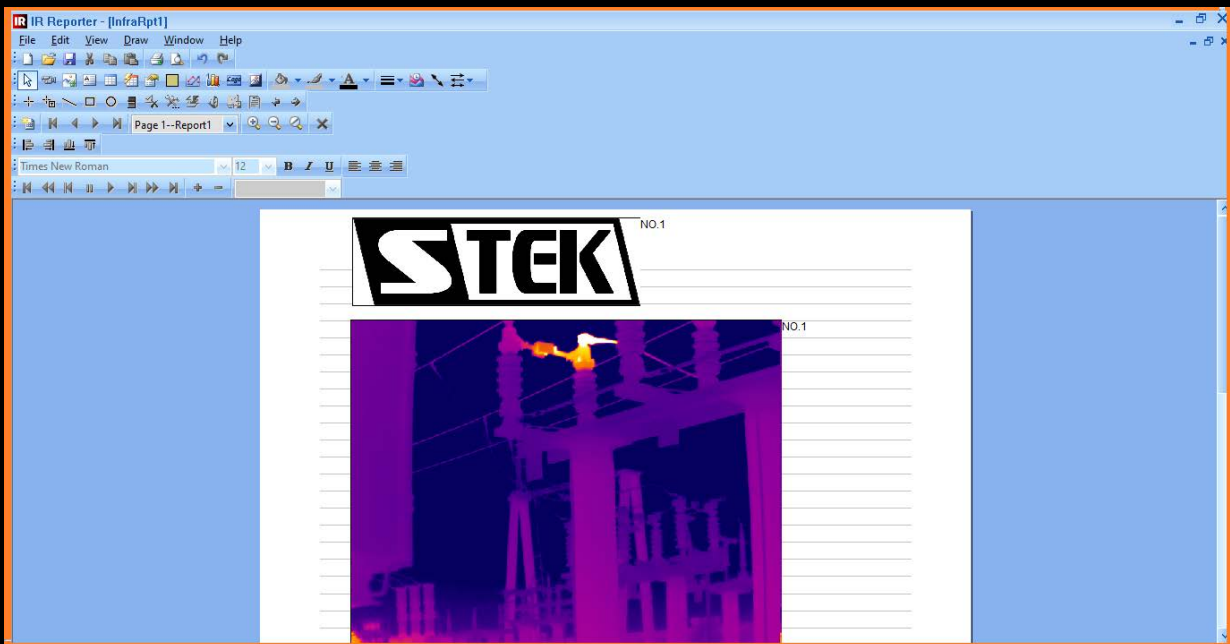 IR IR Reporter - [InfraRpt1]
File Edit View Draw Window Help
Page 1--Report1
Times New Roman 12 B I U
STEK NO.1
NO.1